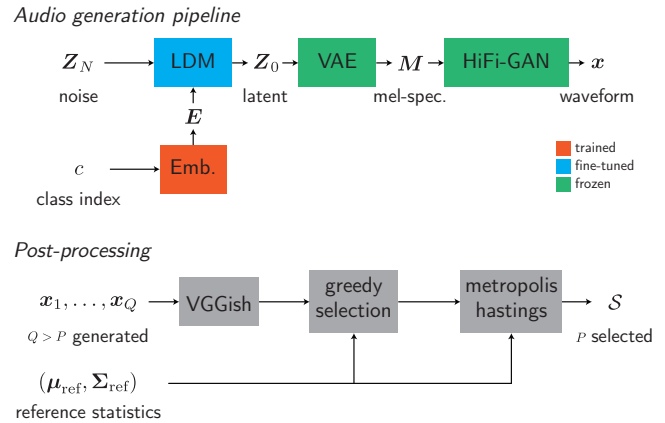 Audio generation pipeline
Z_N LDM Z_0 VAE M HiFi-GAN x
noise latent mel-spec. waveform
E
c Emb.
class index
trained
fine-tuned
frozen
Post-processing
x_1, . . . , x_Q VGGish greedy selection metropolis hastings S
Q > P generated P selected
(μ_ref, Σ_ref)
reference statistics